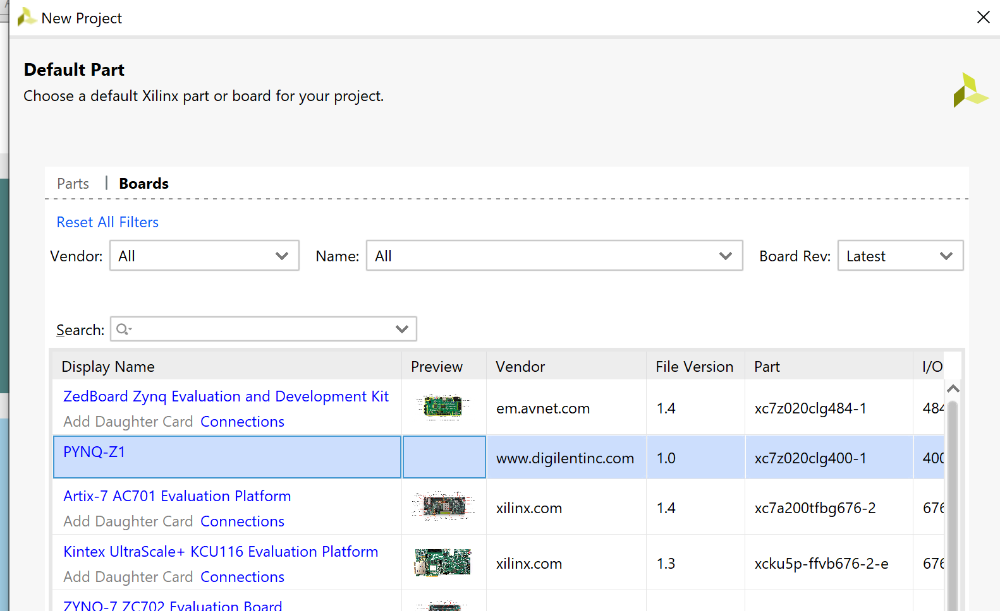 New Project
Default Part
Choose a default Xilinx part or board for your project.
Parts | Boards
Reset All Filters
Vendor: All Name: All Board Rev: Latest
Search:
Display Name Preview Vendor File Version Part I/O
ZedBoard Zynq Evaluation and Development Kit
Add Daughter Card Connections em.avnet.com 1.4 xc7z020clg484-1 484
PYNQ-Z1 www.digilentinc.com 1.0 xc7z020clg400-1 400
Artix-7 AC701 Evaluation Platform
Add Daughter Card Connections xilinx.com 1.4 xc7a200tfbg676-2 676
Kintex UltraScale+ KCU116 Evaluation Platform
Add Daughter Card Connections xilinx.com 1.3 xcku5p-ffvb676-2-e 676
ZYNQ-7 ZC702 Evaluation Board